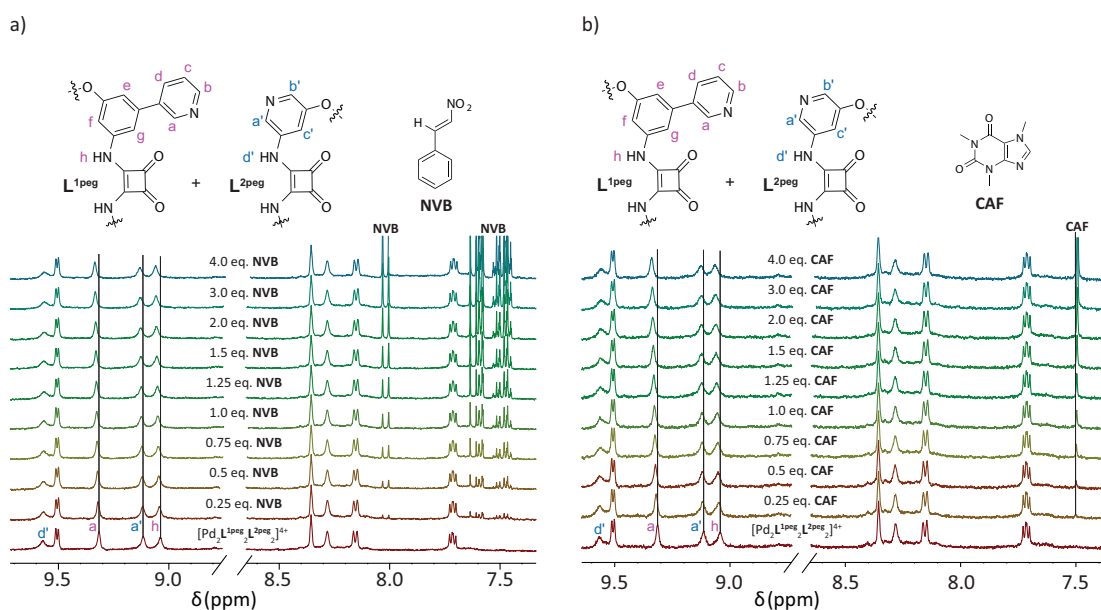 a)
O
d
c
e
b
f
N
g
a
h
HN
O
L1peg
HN
O
+
b'
N
a'
O
c'
d'
HN
O
L2peg
HN
O
NO2
H
NVB
NVB
NVB
4.0 eq. NVB
3.0 eq. NVB
2.0 eq. NVB
1.5 eq. NVB
1.25 eq. NVB
1.0 eq. NVB
0.75 eq. NVB
0.5 eq. NVB
0.25 eq. NVB
d'
a
a'
h
[Pd2L1peg2L2peg2]4+
9.5
9.0
8.5
8.0
7.5
δ (ppm)
b)
O
d
c
e
b
f
N
g
a
h
HN
O
L1peg
HN
O
+
b'
N
a'
O
c'
d'
HN
O
L2peg
HN
O
O
N
N
O
N
N
CAF
CAF
4.0 eq. CAF
3.0 eq. CAF
2.0 eq. CAF
1.5 eq. CAF
1.25 eq. CAF
1.0 eq. CAF
0.75 eq. CAF
0.5 eq. CAF
0.25 eq. CAF
d'
a
a'
h
[Pd2L1peg2L2peg2]4+
9.5
9.0
8.4
8.0
7.5
δ (ppm)